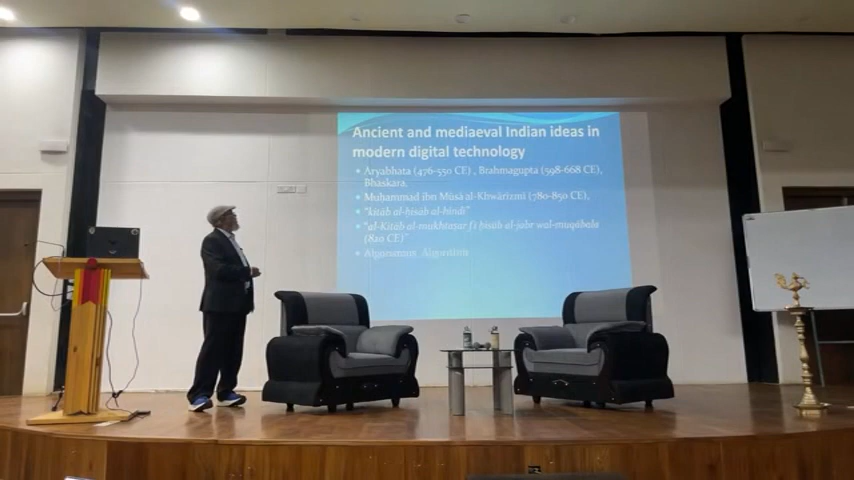 Ancient and mediaeval Indian ideas in
modern digital technology
• Āryabhata (476-550 CE) , Brahmagupta (598-668 CE),
Bhaskara.
• Muhammad ibn Mūsā al-Khwārizmī (780-850 CE),
• "kitāb al-ḥisāb al-hindī"
• "al-Kitāb al-mukhtaṣar fī ḥisāb al-jabr wal-muqābala
(820 CE)"